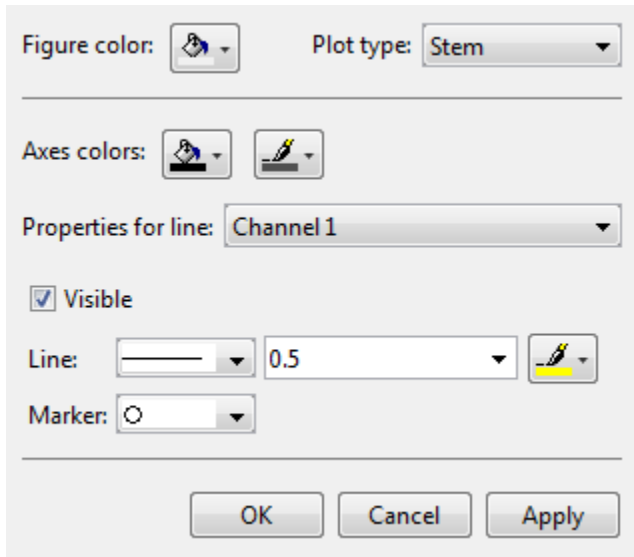 Figure color: Plot type: Stem
Axes colors:
Properties for line: Channel 1
Visible
Line: 0.5
Marker:
OK Cancel Apply